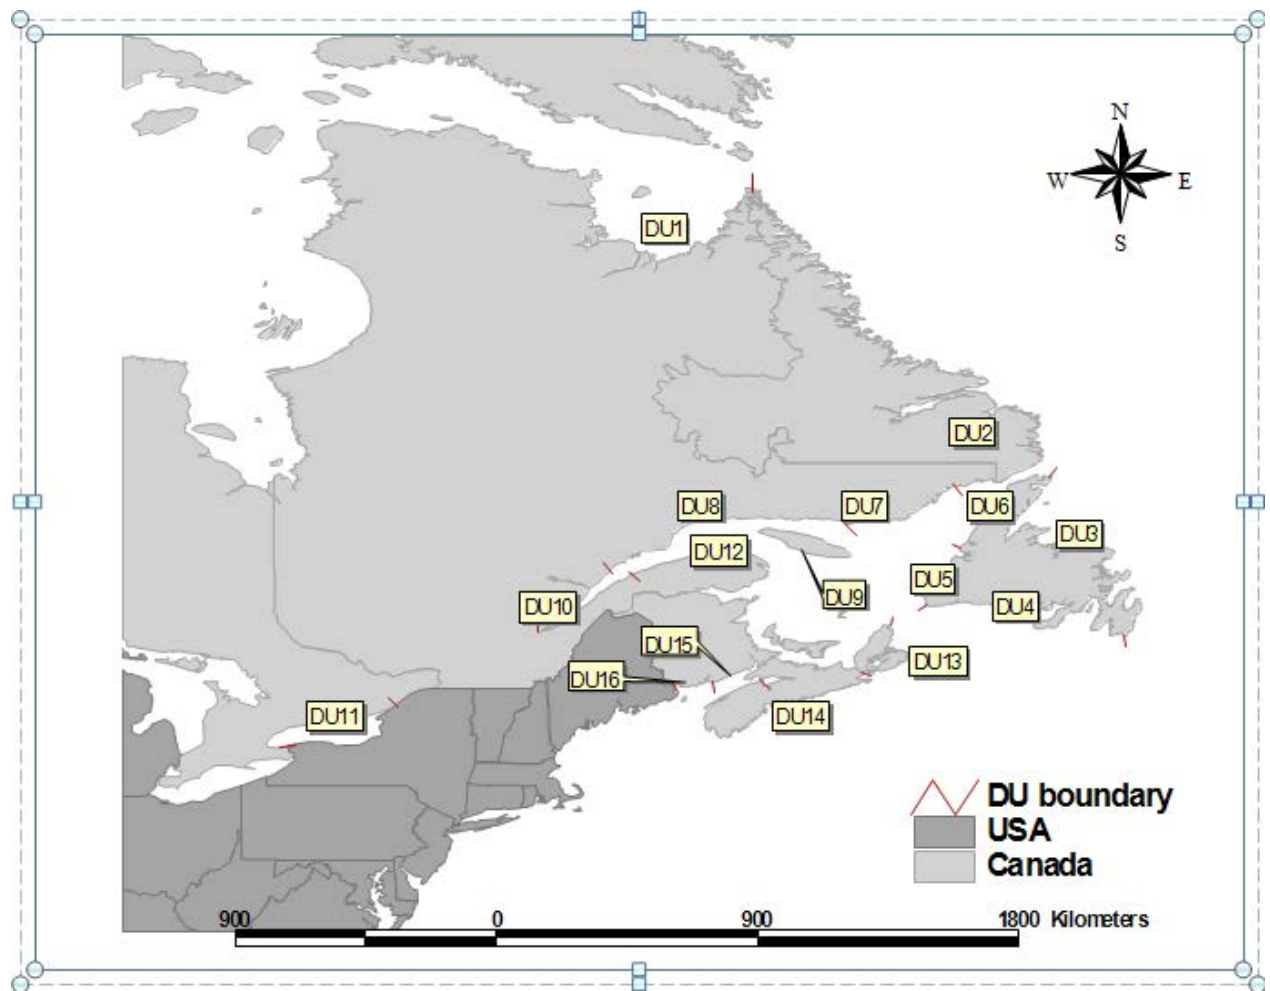 N
W E
S
DU1
DU2
DU8
DU7
DU6
DU3
DU12
DU5
DU9
DU4
DU10
DU15
DU13
DU16
DU11
DU14
DU boundary
USA
Canada
900 0 900 1800 Kilometers